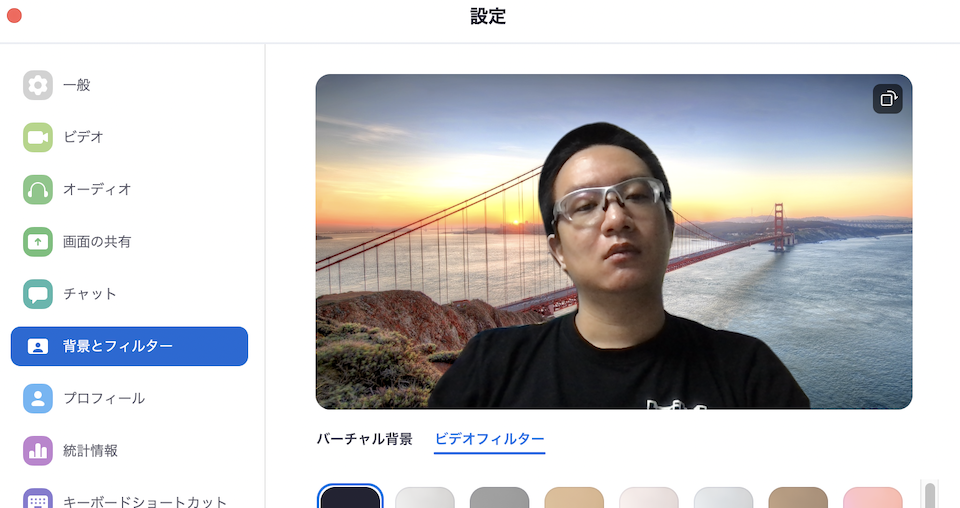 設定
一般
ビデオ
オーディオ
画面の共有
チャット
背景とフィルター
プロフィール
統計情報
キーボードショートカット
バーチャル背景 ビデオフィルター